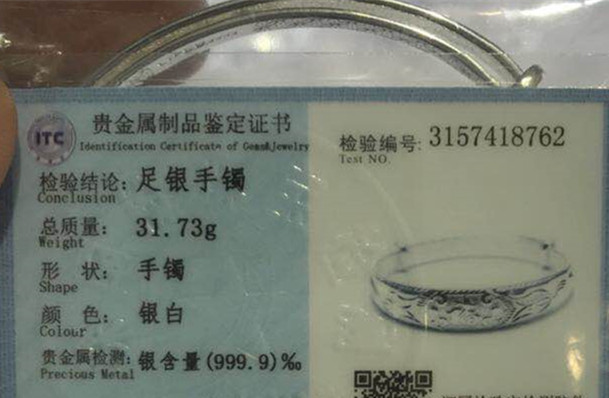 ITC
贵金属制品鉴定证书
Identification Certificate of Gems&Jewelry
检验编号: 3157418762
Test NO.
检验结论: 足银手镯
Conclusion
总质量: 31.73g
Weight
形 状: 手镯
Shape
颜 色: 银白
Colour
贵金属检测: 银含量(999.9)‰
Precious Metal